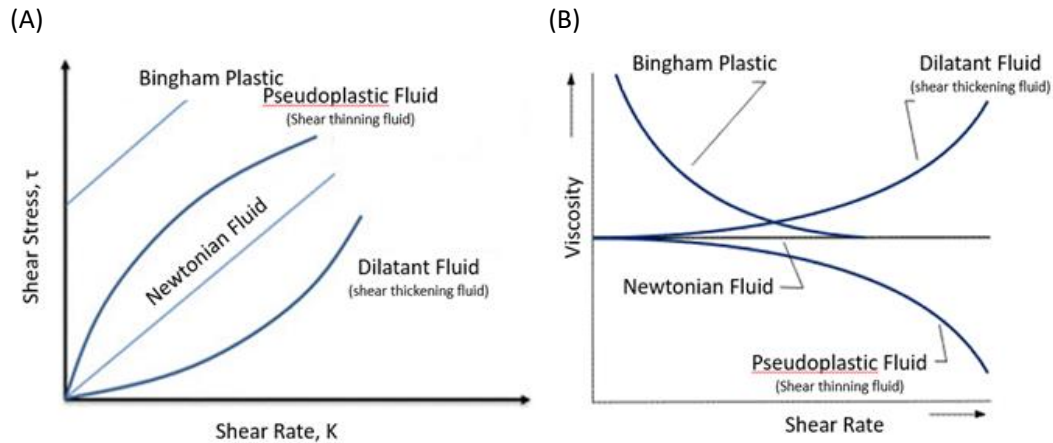 (A)
Bingham Plastic
Pseudoplastic Fluid
(Shear thinning fluid)
Newtonian Fluid
Dilatant Fluid
(shear thickening fluid)
Shear Stress, τ
Shear Rate, K
(B)
Bingham Plastic
Dilatant Fluid
(shear thickening fluid)
Viscosity
Newtonian Fluid
Pseudoplastic Fluid
(Shear thinning fluid)
Shear Rate